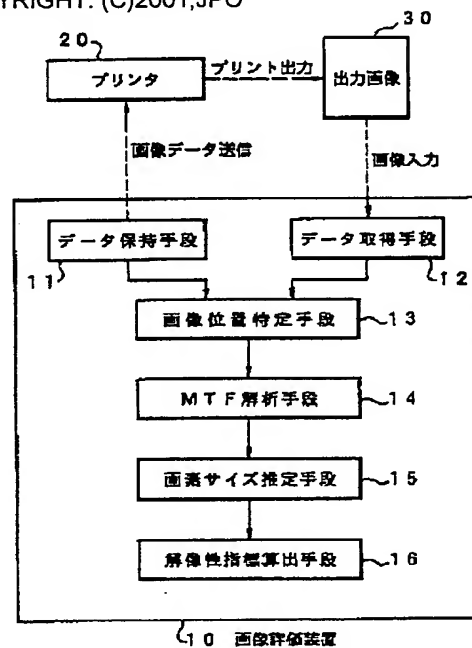 YRIGHT: (C)2001,JPO
20
30
プリンタ
プリント出力
出力画像
画像データ送信
画像入力
データ保持手段
データ取得手段
11
12
画像位置特定手段
13
MTF解析手段
14
画素サイズ推定手段
15
解像性指標算出手段
16
10 画像評価装置